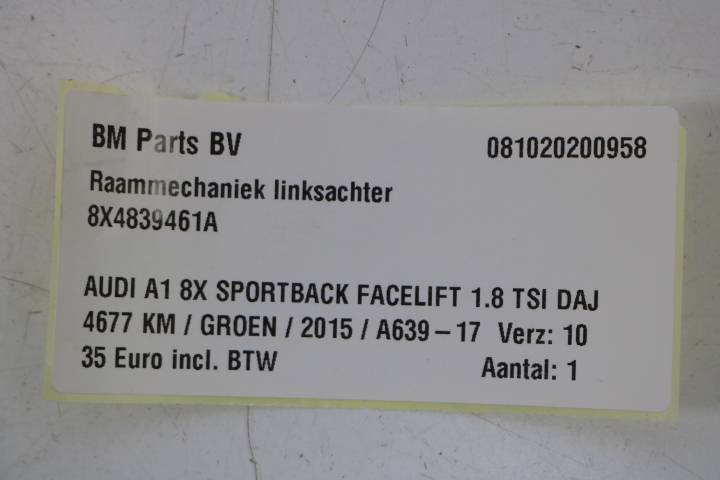 BM Parts BV 081020200958
Raammechaniek linksachter
8X4839461A
AUDI A1 8X SPORTBACK FACELIFT 1.8 TSI DAJ
4677 KM / GROEN / 2015 / A639-17 Verz: 10
35 Euro incl. BTW Aantal: 1